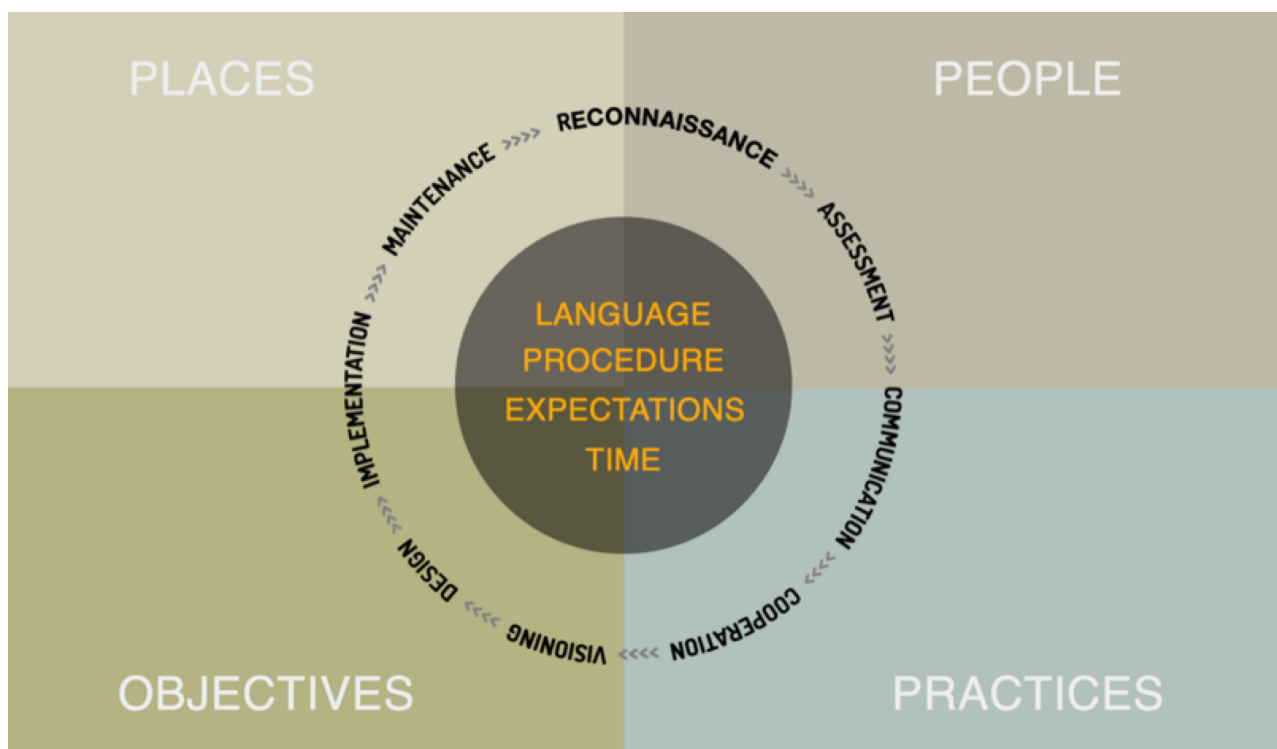 PLACES
PEOPLE
RECONNAISSANCE
ASSESSMENT
COMMUNICATION
COOPERATION
VISIONING
DESIGN
IMPLEMENTATION
MAINTENANCE
LANGUAGE
PROCEDURE
EXPECTATIONS
TIME
OBJECTIVES
PRACTICES